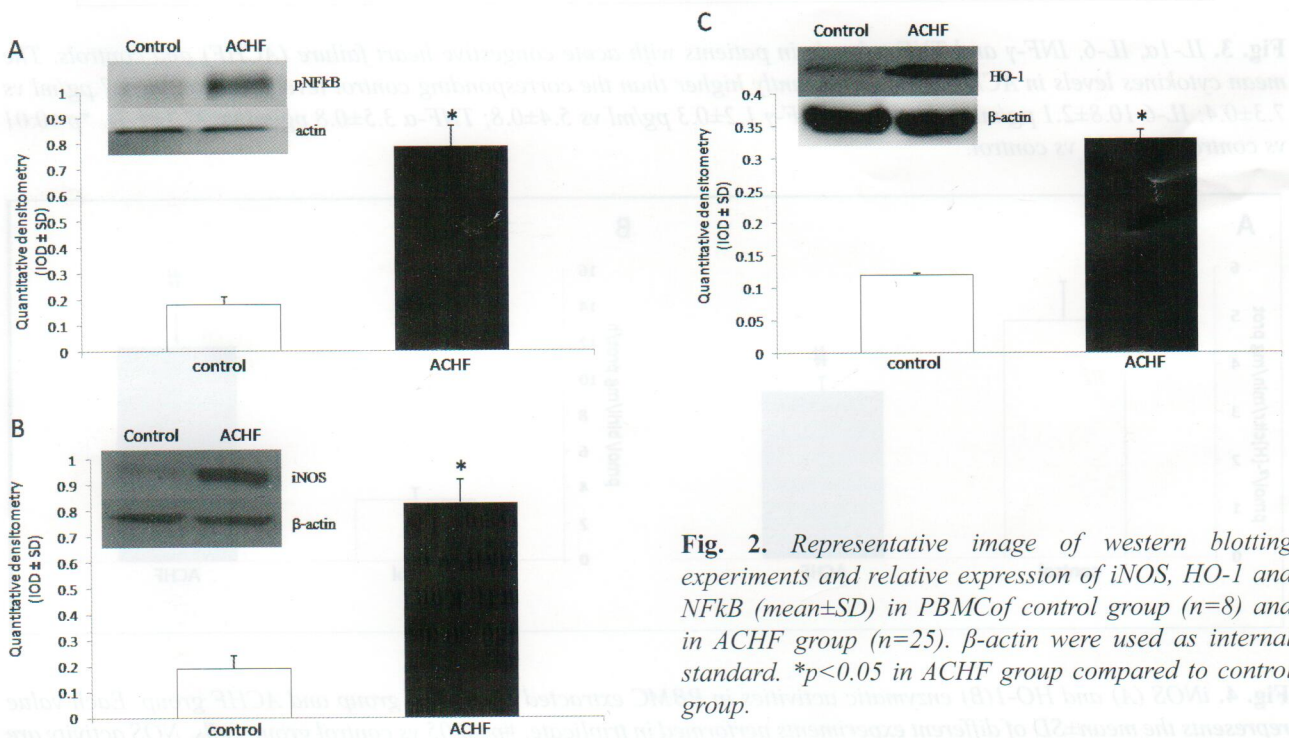 A
Control ACHF
pNFkB
actin
Quantitative densitometry
(IOD ± SD)
1
0.9
0.8
0.7
0.6
0.5
0.4
0.3
0.2
0.1
0
*
control
ACHF
B
Control ACHF
iNOS
β-actin
Quantitative densitometry
(IOD ± SD)
1
0.9
0.8
0.7
0.6
0.5
0.4
0.3
0.2
0.1
0
*
control
ACHF
C
Control ACHF
HO-1
β-actin
Quantitative densitometry
(IOD ± SD)
0.4
0.35
0.3
0.25
0.2
0.15
0.1
0.05
0
*
control
ACHF
Fig. 2. Representative image of western blotting
experiments and relative expression of iNOS, HO-1 and
NFkB (mean±SD) in PBMCof control group (n=8) and
in ACHF group (n=25). β-actin were used as internal
standard. *p<0.05 in ACHF group compared to control
group.